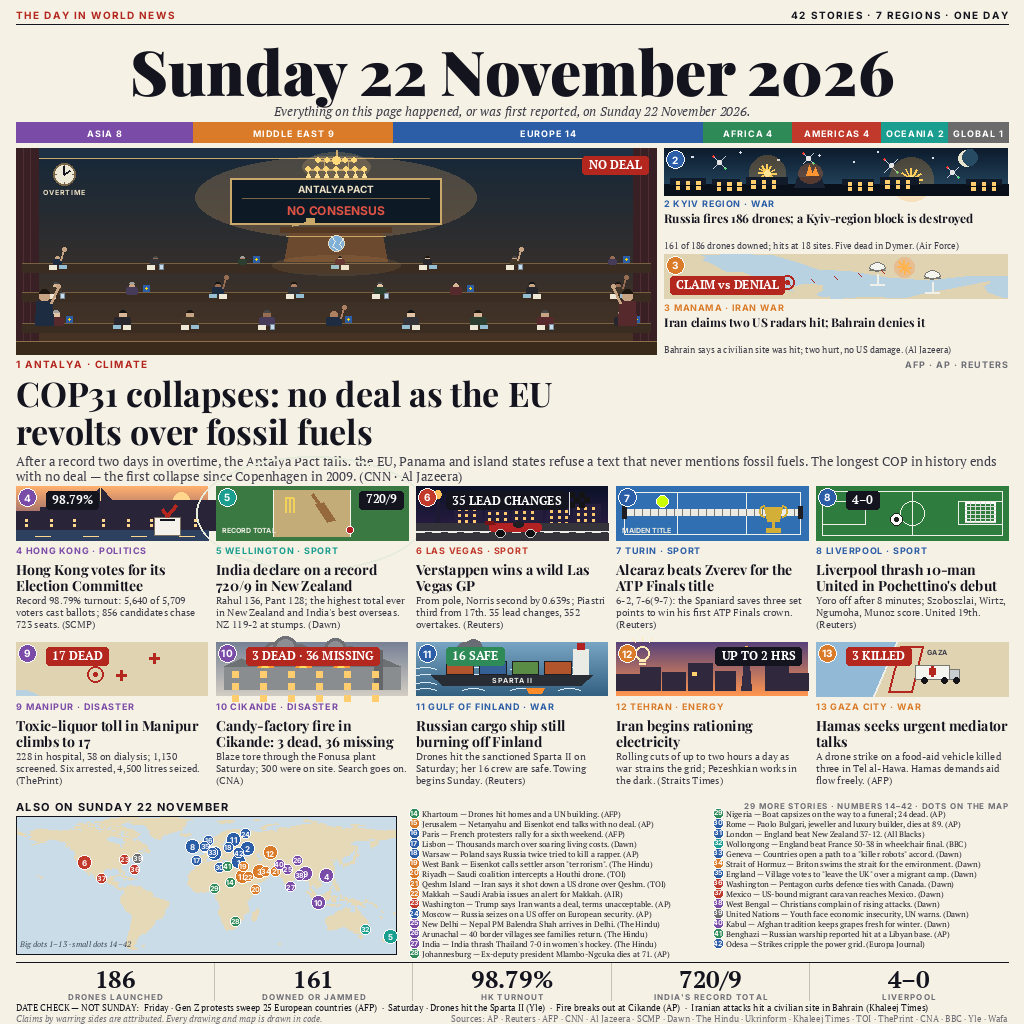 THE DAY IN WORLD NEWS
42 STORIES · 7 REGIONS · ONE DAY
Sunday 22 November 2026
Everything on this page happened, or was first reported, on Sunday 22 November 2026.
ASIA 8
MIDDLE EAST 9
EUROPE 14
AFRICA 4
AMERICAS 4
OCEANIA 2
GLOBAL 1
OVERTIME
ANTALYA PACT
NO CONSENSUS
NO DEAL
1 ANTALYA · CLIMATE
AFP · AP · REUTERS
COP31 collapses: no deal as the EU
revolts over fossil fuels
After a record two days in overtime, the Antalya Pact fails. the EU, Panama and island states refuse a text that never mentions fossil fuels. The longest COP in history ends
with no deal — the first collapse since Copenhagen in 2009. (CNN · Al Jazeera)
2
2 KYIV REGION · WAR
Russia fires 186 drones; a Kyiv-region block is destroyed
161 of 186 drones downed; hits at 18 sites. Five dead in Dymer. (Air Force)
3
CLAIM vs DENIAL
3 MANAMA · IRAN WAR
Iran claims two US radars hit; Bahrain denies it
Bahrain says a civilian site was hit; two hurt, no US damage. (Al Jazeera)
4
98.79%
4 HONG KONG · POLITICS
Hong Kong votes for its
Election Committee
Record 98.79% turnout: 5,640 of 5,709
voters cast ballots; 856 candidates chase
723 seats. (SCMP)
5
720/9
RECORD TOTAL
5 WELLINGTON · SPORT
India declare on a record
720/9 in New Zealand
Rahul 136, Pant 128; the highest total ever
in New Zealand and India's best overseas.
NZ 119-2 at stumps. (Dawn)
6
35 LEAD CHANGES
6 LAS VEGAS · SPORT
Verstappen wins a wild Las
Vegas GP
From pole, Norris second by 0.639s; Piastri
third from 17th. 35 lead changes, 352
overtakes. (Reuters)
7
MAIDEN TITLE
7 TURIN · SPORT
Alcaraz beats Zverev for the
ATP Finals title
6-2, 7-6(9-7): the Spaniard saves three set
points to win his first ATP Finals crown.
(Reuters)
8
4–0
8 LIVERPOOL · SPORT
Liverpool thrash 10-man
United in Pochettino's debut
Yoro off after 8 minutes; Szoboszlai, Wirtz,
Ngumoha, Munoz score. United 19th.
(Reuters)
9
17 DEAD
9 MANIPUR · DISASTER
Toxic-liquor toll in Manipur
climbs to 17
228 in hospital, 38 on dialysis; 1,130
screened. Six arrested, 4,500 litres seized.
(ThePrint)
10
3 DEAD · 36 MISSING
10 CIKANDE · DISASTER
Candy-factory fire in
Cikande: 3 dead, 36 missing
Blaze tore through the Fonusa plant
Saturday; 300 were on site. Search goes on.
(CNA)
11
16 SAFE
SPARTA II
11 GULF OF FINLAND · WAR
Russian cargo ship still
burning off Finland
Drones hit the sanctioned Sparta II on
Saturday; her 16 crew are safe. Towing
begins Sunday. (Reuters)
12
UP TO 2 HRS
12 TEHRAN · ENERGY
Iran begins rationing
electricity
Rolling cuts of up to two hours a day as
war strains the grid; Pezeshkian works in
the dark. (Straits Times)
13
3 KILLED
GAZA
13 GAZA CITY · WAR
Hamas seeks urgent mediator
talks
A drone strike on a food-aid vehicle killed
three in Tel al-Hawa. Hamas demands aid
flow freely. (AFP)
ALSO ON SUNDAY 22 NOVEMBER
29 MORE STORIES · NUMBERS 14–42 · DOTS ON THE MAP
Big dots 1–13 · small dots 14–42
Khartoum — Drones hit homes and a UN building. (AFP)
Jerusalem — Netanyahu and Eisenkot end talks with no deal. (AP)
Paris — French protesters rally for a sixth weekend. (AFP)
Lisbon — Thousands march over soaring living costs. (Dawn)
Warsaw — Poland says Russia twice tried to kill a rapper. (AP)
West Bank — Eisenkot calls settler arson "terrorism". (The Hindu)
Riyadh — Saudi coalition intercepts a Houthi drone. (TOI)
Qeshm Island — Iran says it shot down a US drone over Qeshm. (TOI)
Makkah — Saudi Arabia issues an alert for Makkah. (AIR)
Washington — Trump says Iran wants a deal, terms unacceptable. (AP)
Moscow — Russia seizes on a US offer on European security. (AP)
New Delhi — Nepal PM Balendra Shah arrives in Delhi. (The Hindu)
Arunachal — 40 border villages see families return. (The Hindu)
India — India thrash Thailand 7-0 in women's hockey. (The Hindu)
Johannesburg — Ex-deputy president Mlambo-Ngcuka dies at 71. (AP)
Nigeria — Boat capsizes on the way to a funeral; 24 dead. (AP)
Rome — Paolo Bulgari, jeweller and luxury builder, dies at 89. (AP)
London — England beat New Zealand 37-12. (All Blacks)
Wollongong — England beat France 50-38 in wheelchair final. (BBC)
Geneva — Countries open a path to a "killer robots" accord. (Dawn)
Strait of Hormuz — Britons swims the strait for the environment. (Dawn)
England — Village votes to "leave the UK" over a migrant camp. (Dawn)
Washington — Pentagon curbs defence ties with Canada. (Dawn)
Mexico — US-bound migrant caravan reaches Mexico. (Dawn)
West Bengal — Christians complain of rising attacks. (Dawn)
United Nations — Youth face economic insecurity, UN warns. (Dawn)
Kabul — Afghan tradition keeps grapes fresh for winter. (Dawn)
Benghazi — Russian warship reported hit at a Libyan base. (AP)
Odesa — Strikes cripple the power grid. (Europa Journal)
186
DRONES LAUNCHED
161
DOWNED OR JAMMED
98.79%
HK TURNOUT
720/9
INDIA'S RECORD TOTAL
4–0
LIVERPOOL
DATE CHECK — NOT SUNDAY: Friday · Gen Z protests sweep 25 European countries (AFP) · Saturday · Drones hit the Sparta II (Yle) · Fire breaks out at Cikande (AP) · Iranian attacks hit a civilian site in Bahrain (Khaleej Times)
Claims by warring sides are attributed. Every drawing and map is drawn in code.
Sources: AP · Reuters · AFP · CNN · Al Jazeera · SCMP · Dawn · The Hindu · Ukrinform · Khaleej Times · TOI · ThePrint · CNA · BBC · Yle · Wafa